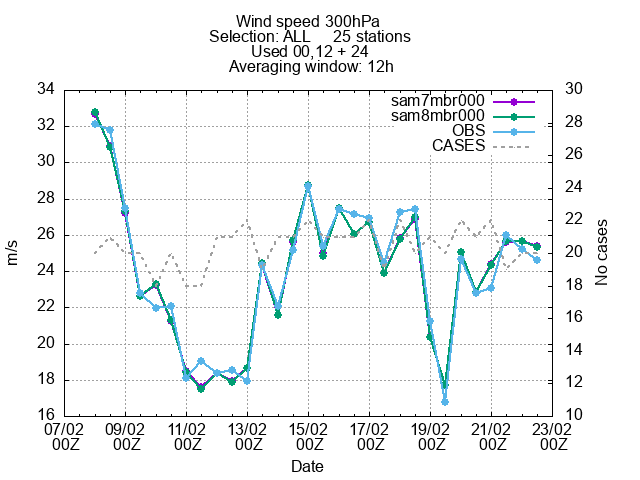 Wind speed 300hPa
Selection: ALL 25 stations
Used 00,12 + 24
Averaging window: 12h
34 30
sam7mbr000
sam8mbr000
OBS
CASES
32 28
30 26
28 24
26 22
24 20
22 18
20 16
18 14
16 12
10
m/s
No cases
07/02 09/02 11/02 13/02 15/02 17/02 19/02 21/02 23/02
00Z 00Z 00Z 00Z 00Z 00Z 00Z 00Z 00Z
Date